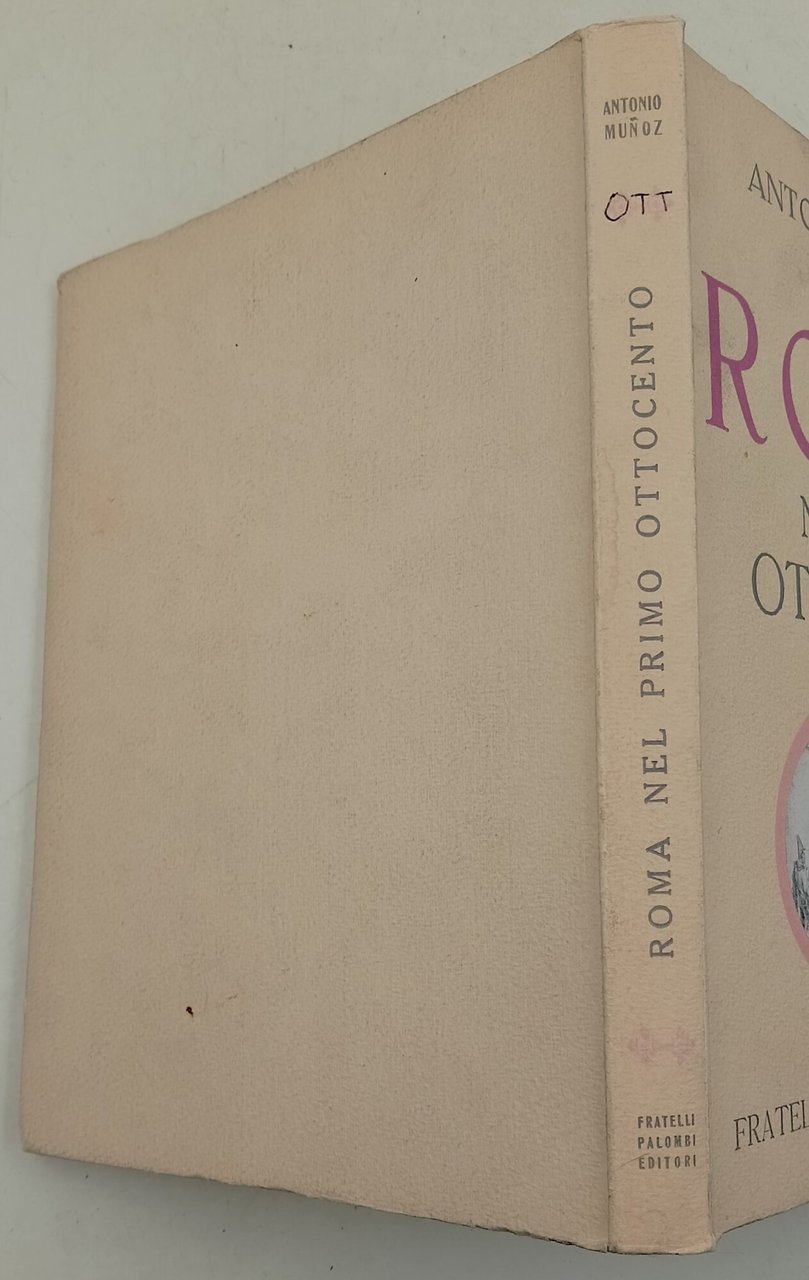 ANTONIO
MUÑOZ
OTT
ROMA NEL PRIMO OTTOCENTO
FRATELLI
PALOMBI
EDITORI